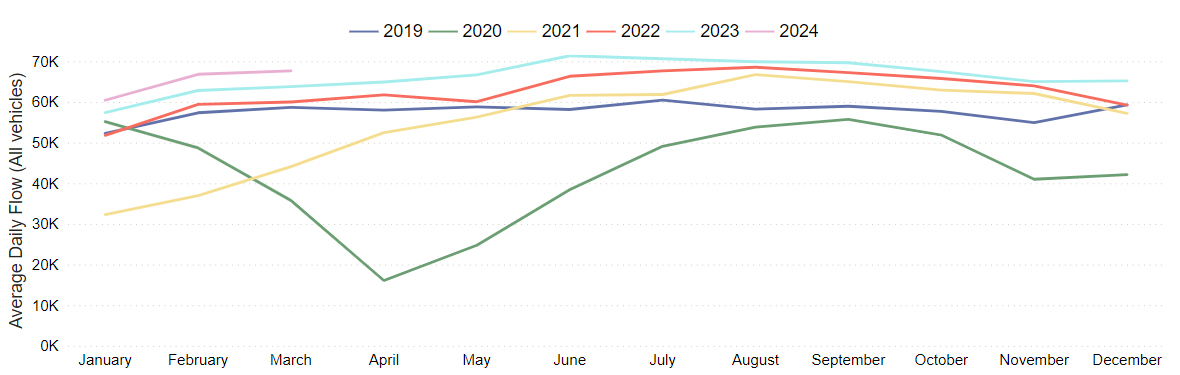 2019 2020 2021 2022 2023 2024
Average Daily Flow (All vehicles)
70K
60K
50K
40K
30K
20K
10K
0K
January February March April May June July August September October November December